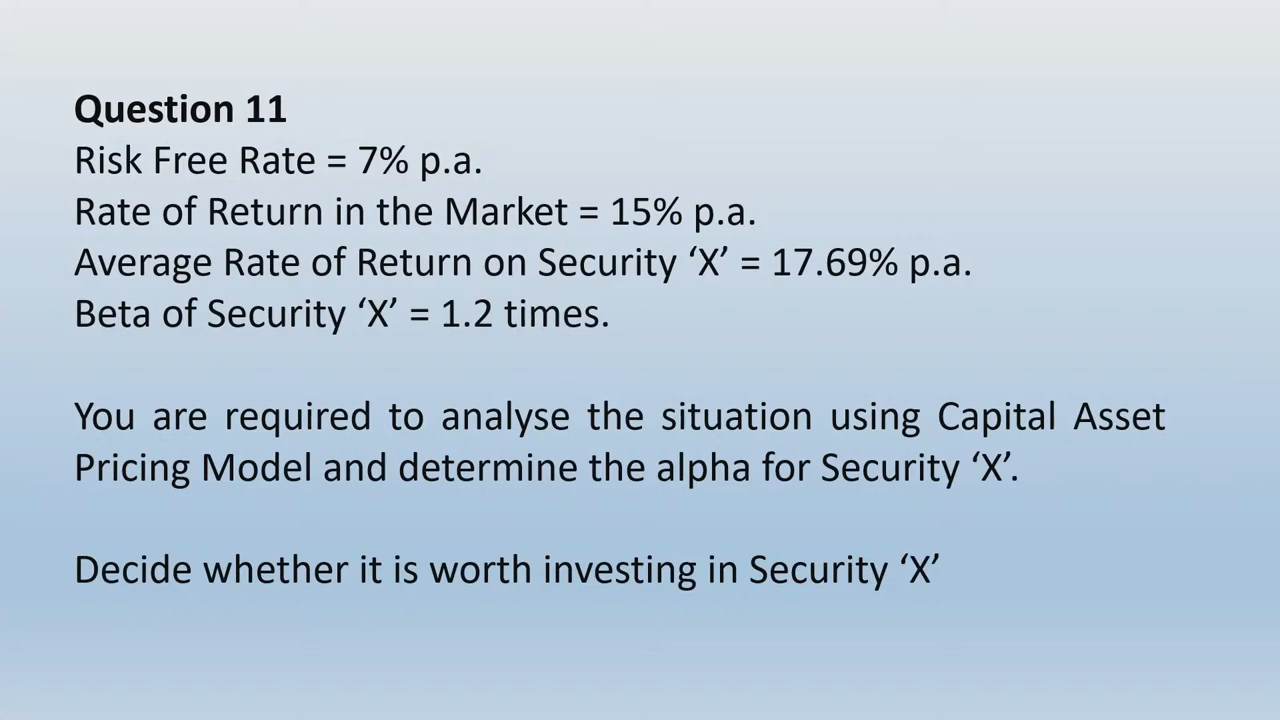 Question 11
Risk Free Rate = 7% p.a.
Rate of Return in the Market = 15% p.a.
Average Rate of Return on Security ‘X’ = 17.69% p.a.
Beta of Security ‘X’ = 1.2 times.
You are required to analyse the situation using Capital Asset
Pricing Model and determine the alpha for Security ‘X’.
Decide whether it is worth investing in Security ‘X’